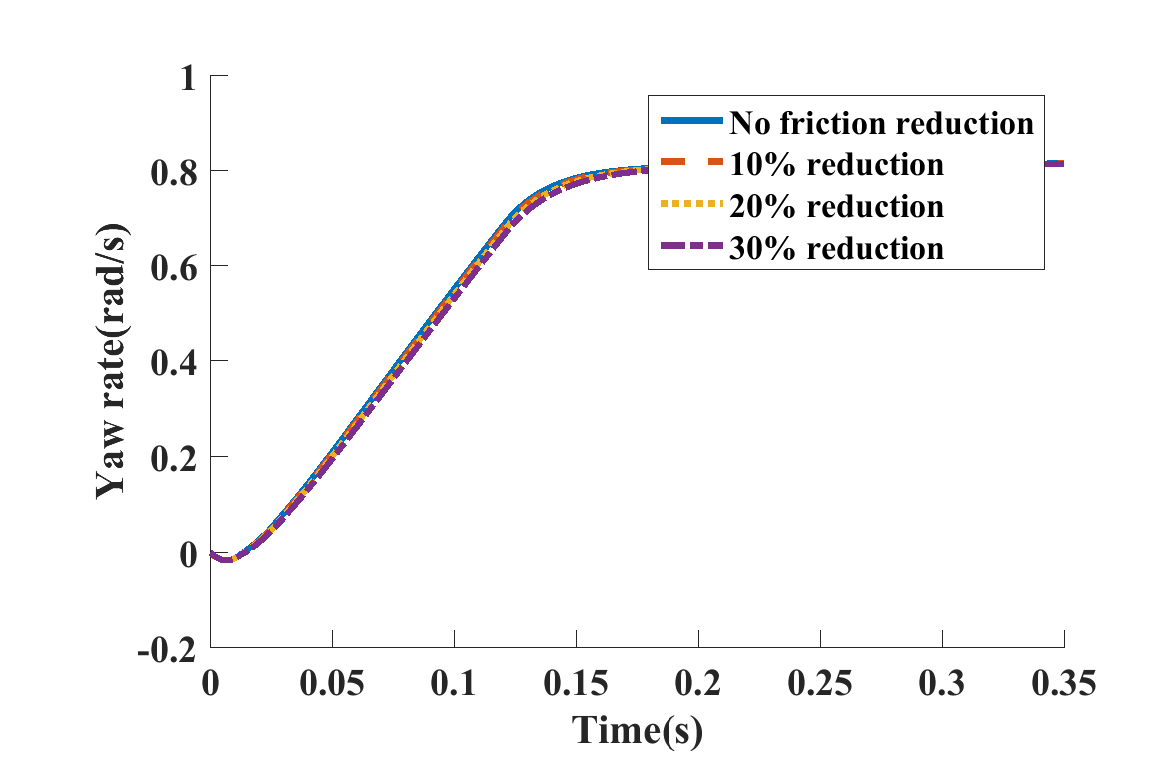 1
0.8
0.6
0.4
0.2
0
-0.2
Yaw rate(rad/s)
No friction reduction
10% reduction
20% reduction
30% reduction
0 0.05 0.1 0.15 0.2 0.25 0.3 0.35
Time(s)